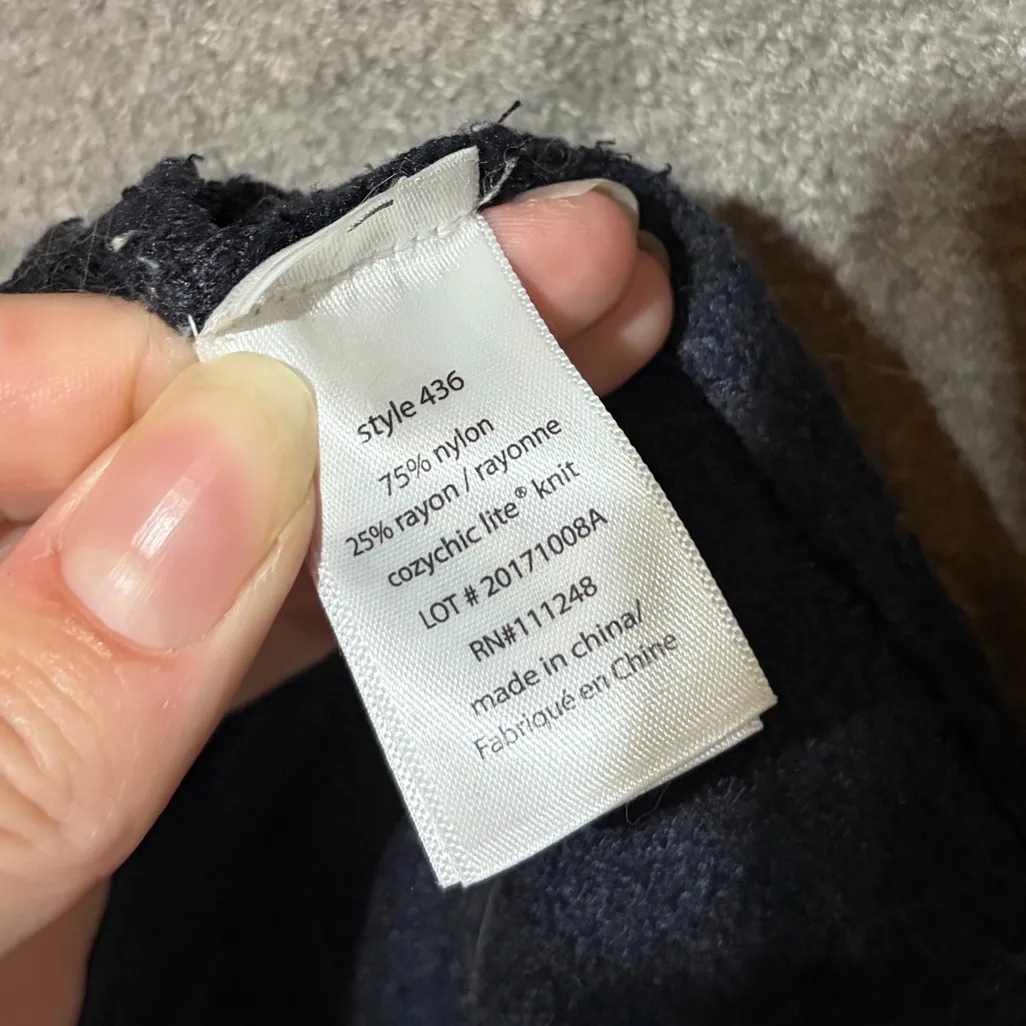 style 436
75% nylon
25% rayon / rayonne
cozychic lite® knit
LOT # 20171008A
RN#111248
made in china/
Fabriqué en Chine